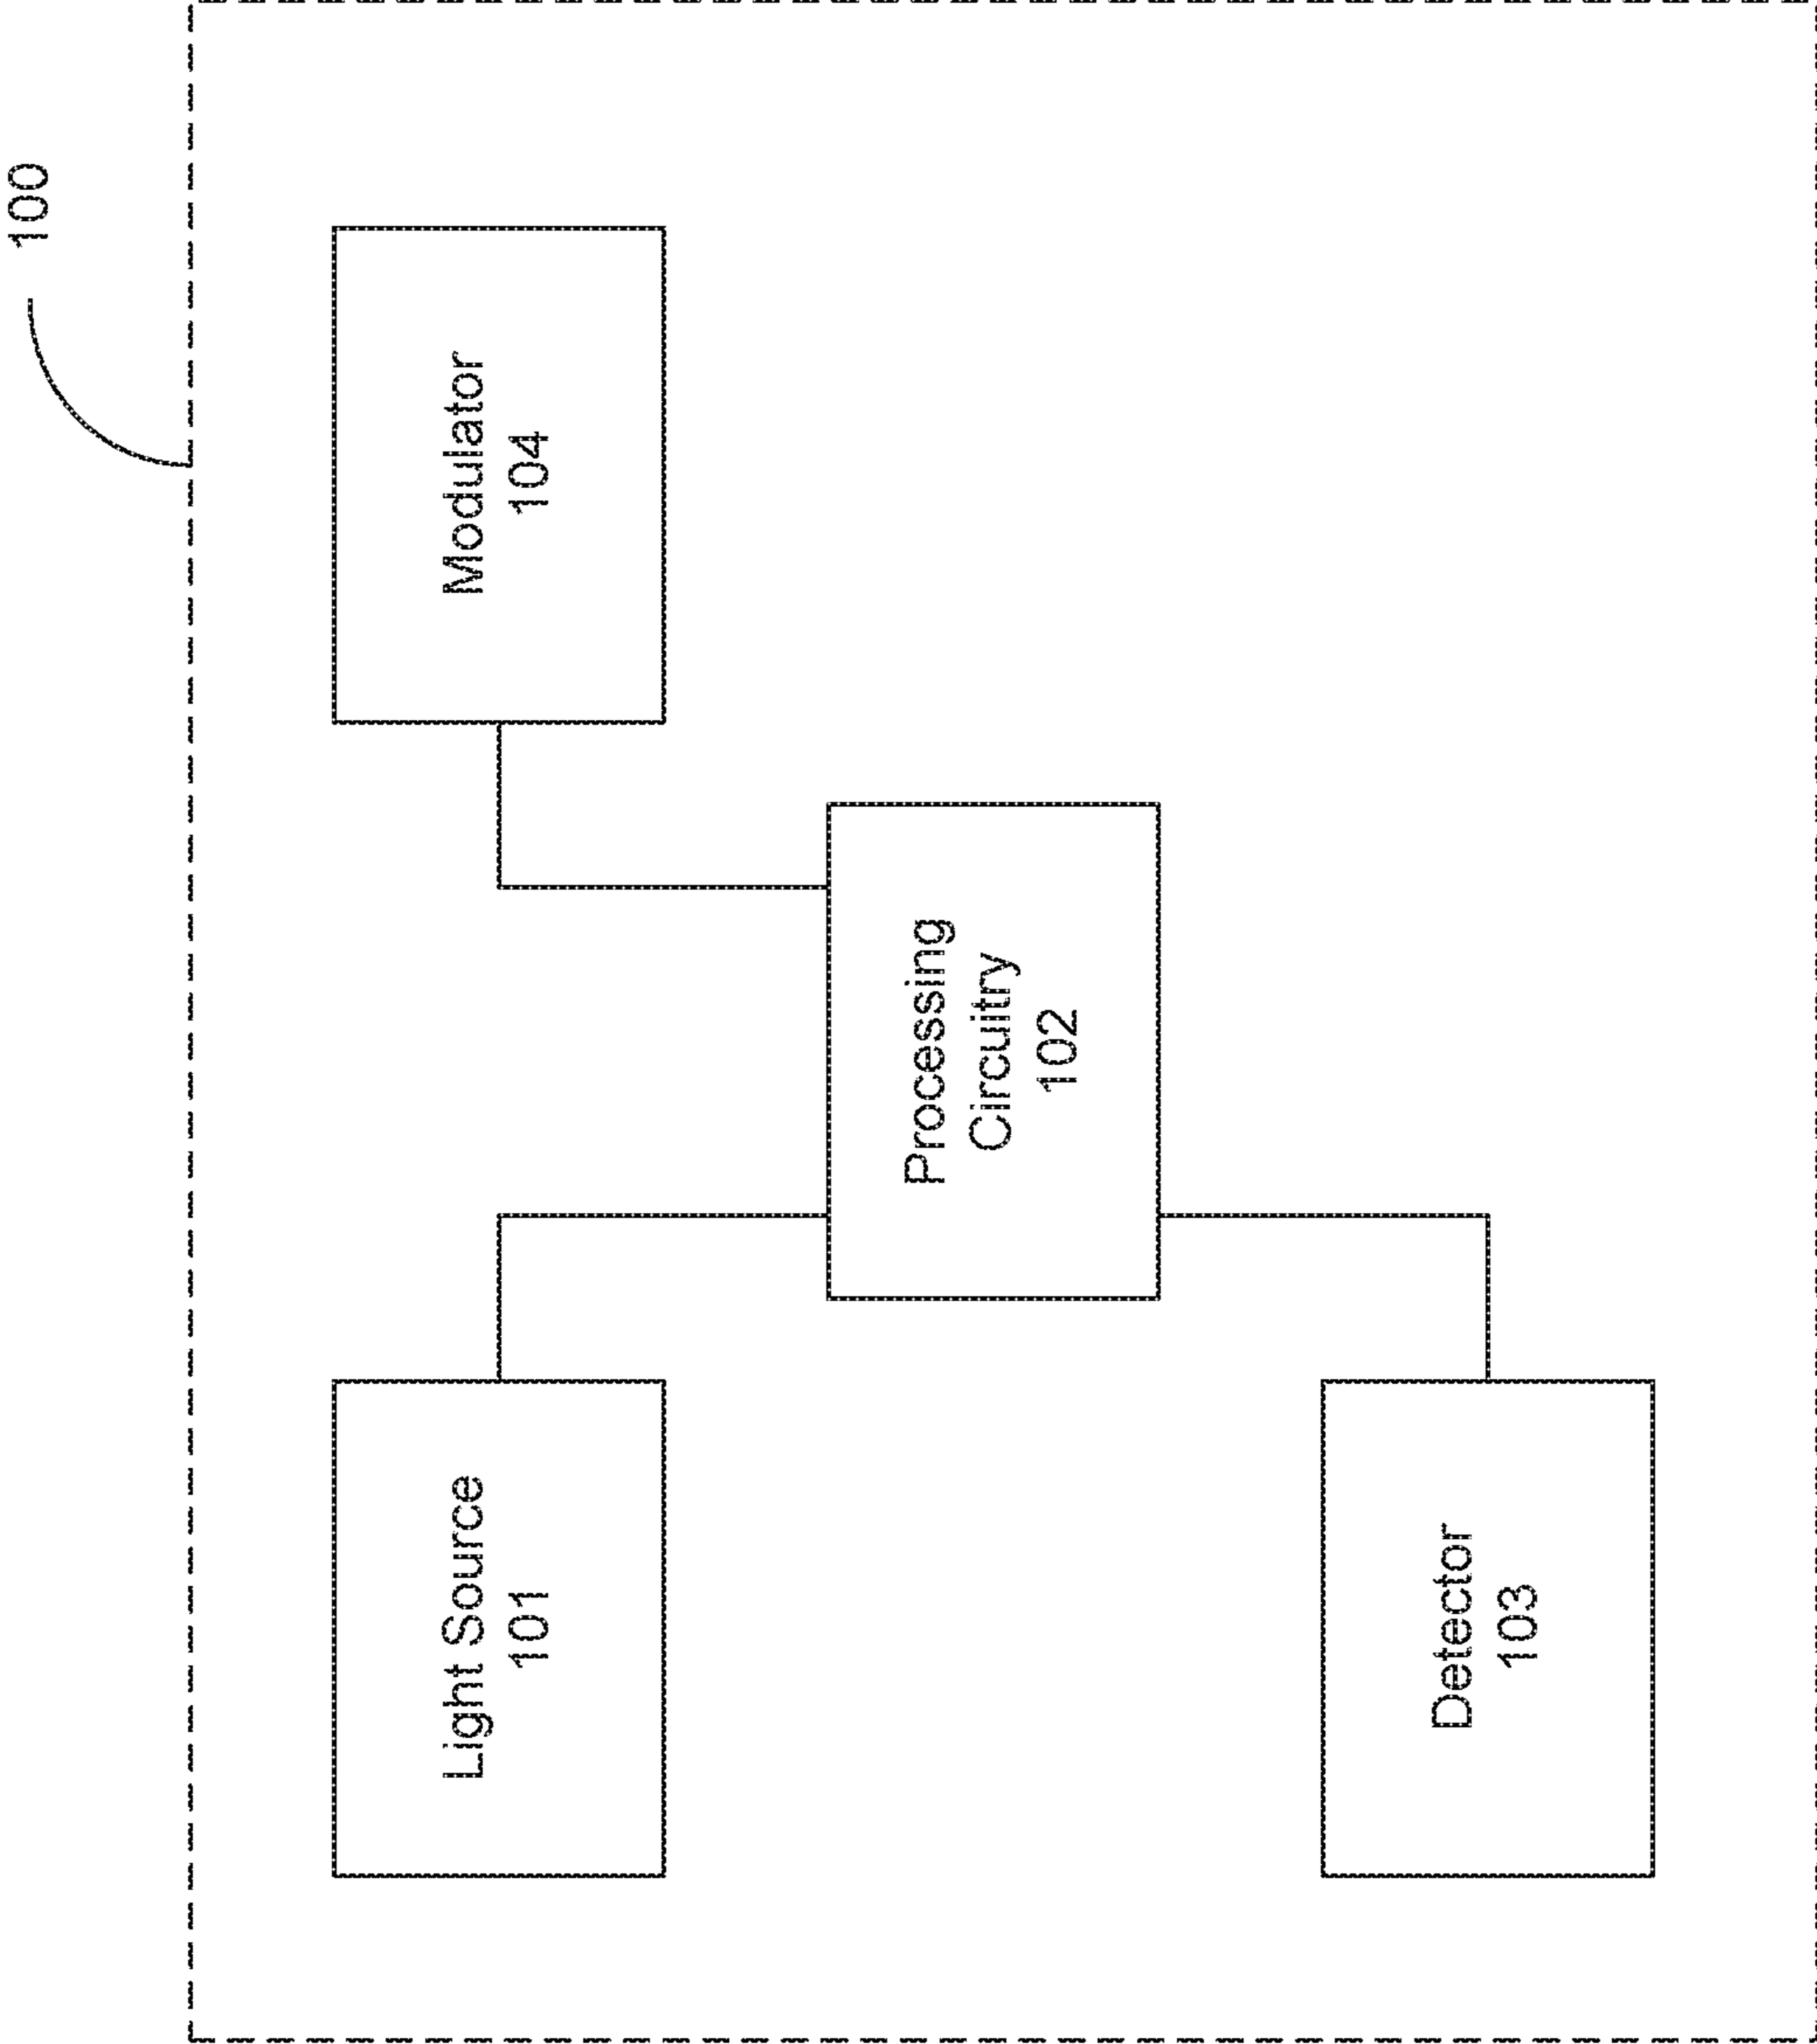 100
Light Source
101
Modulator
104
Processing
Circuitry
102
Detector
103